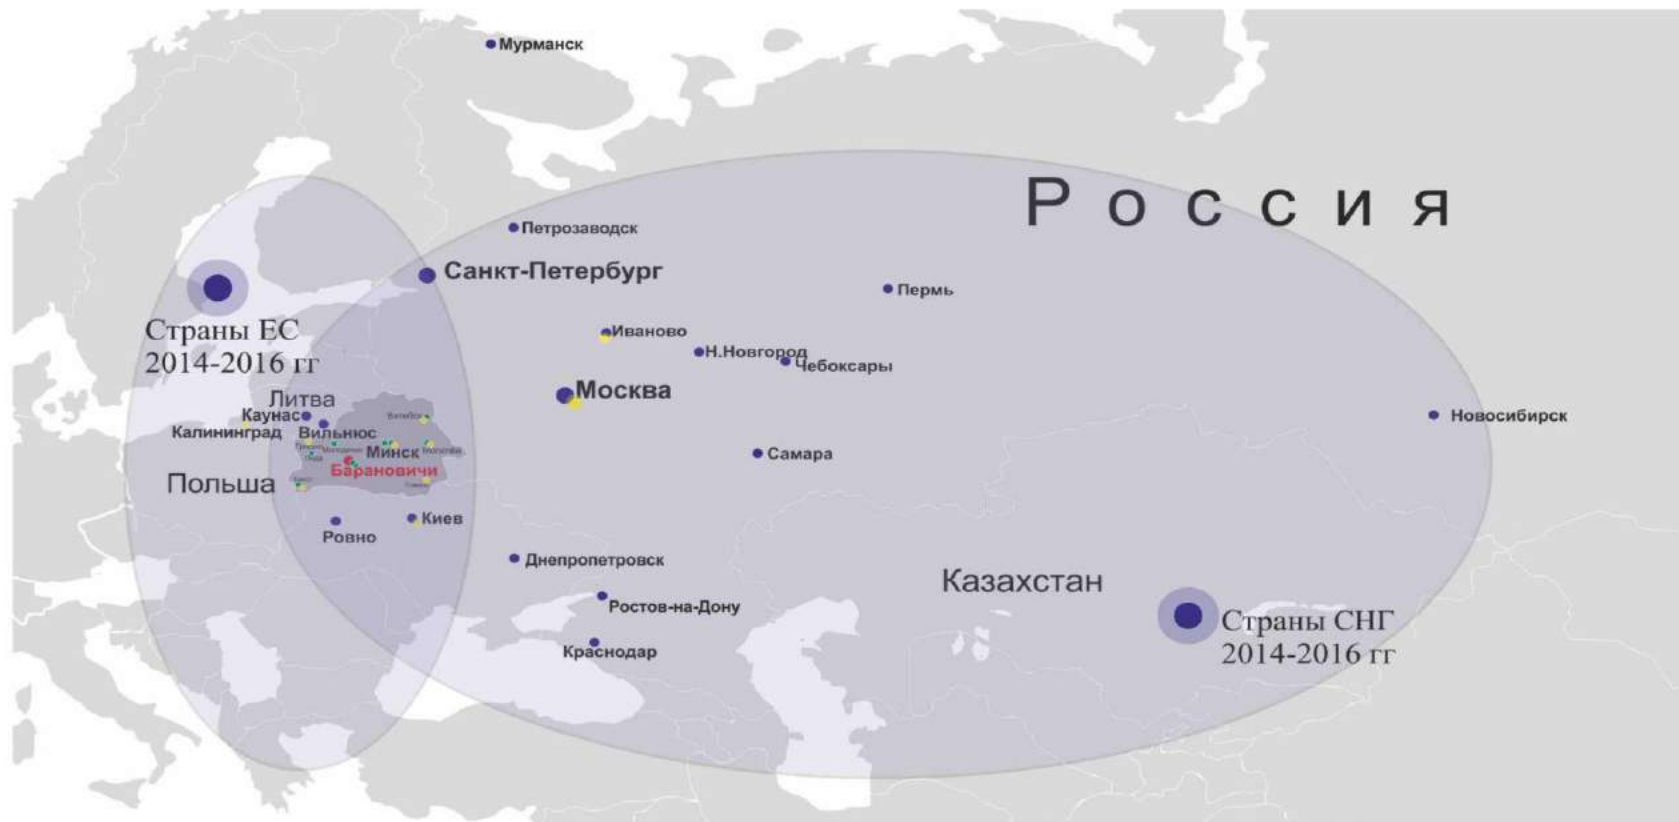 Мурманск
Россия
Петрозаводск
Санкт-Петербург
Пермь
Страны ЕС
2014-2016 гг
Иваново
Н.Новгород
Чебоксары
Москва
Литва
Каунас
Калининград
Вильнюс
Новосибирск
Минск
Могилёв
Самара
Барановичи
Польша
Киев
Ровно
Днепропетровск
Казахстан
Ростов-на-Дону
Страны СНГ
2014-2016 гг
Краснодар